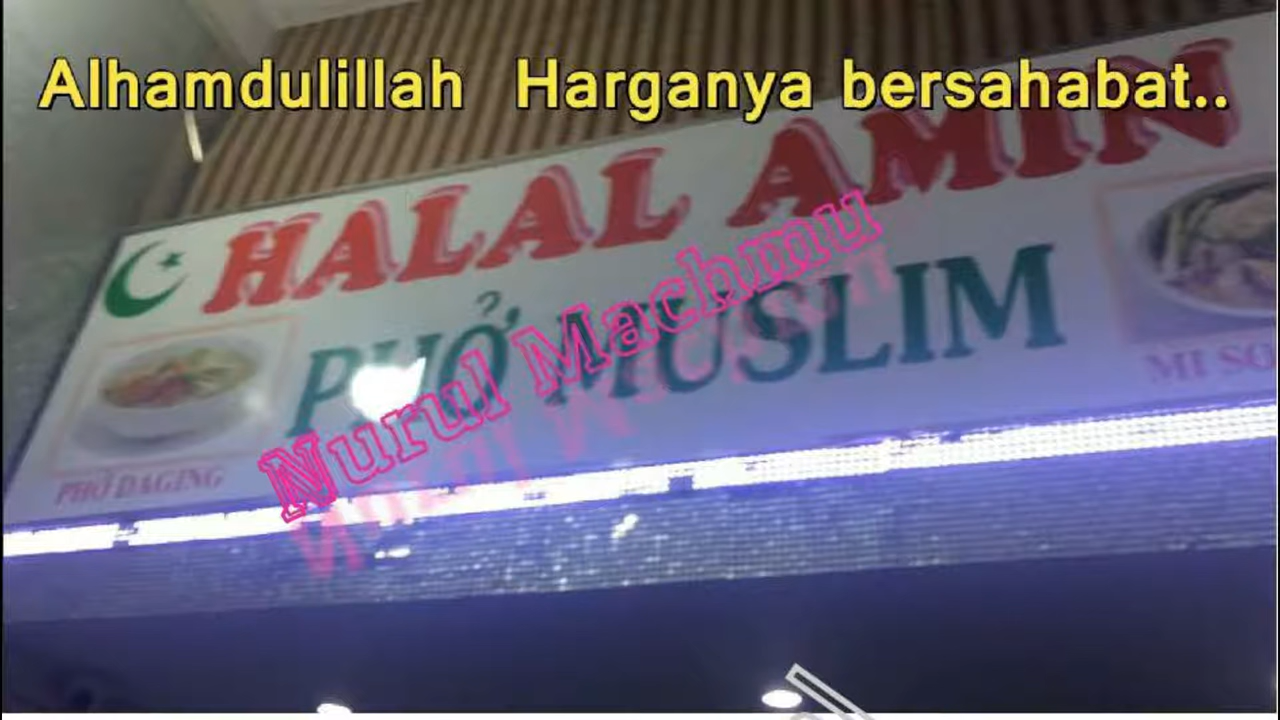 Alhamdulillah Harganya bersahabat..
HALAL AMIN
PHỞ MUSLIM
Nurul Machmu
PHỞ DAGING
MI SO